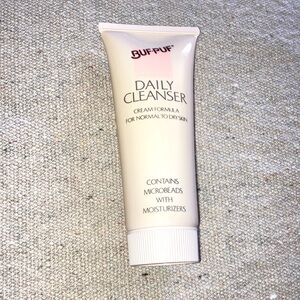 BUF-PUF
DAILY
CLEANSER
CREAM FORMULA
FOR NORMAL TO DRY SKIN
CONTAINS
MICROBEADS
WITH
MOISTURIZERS